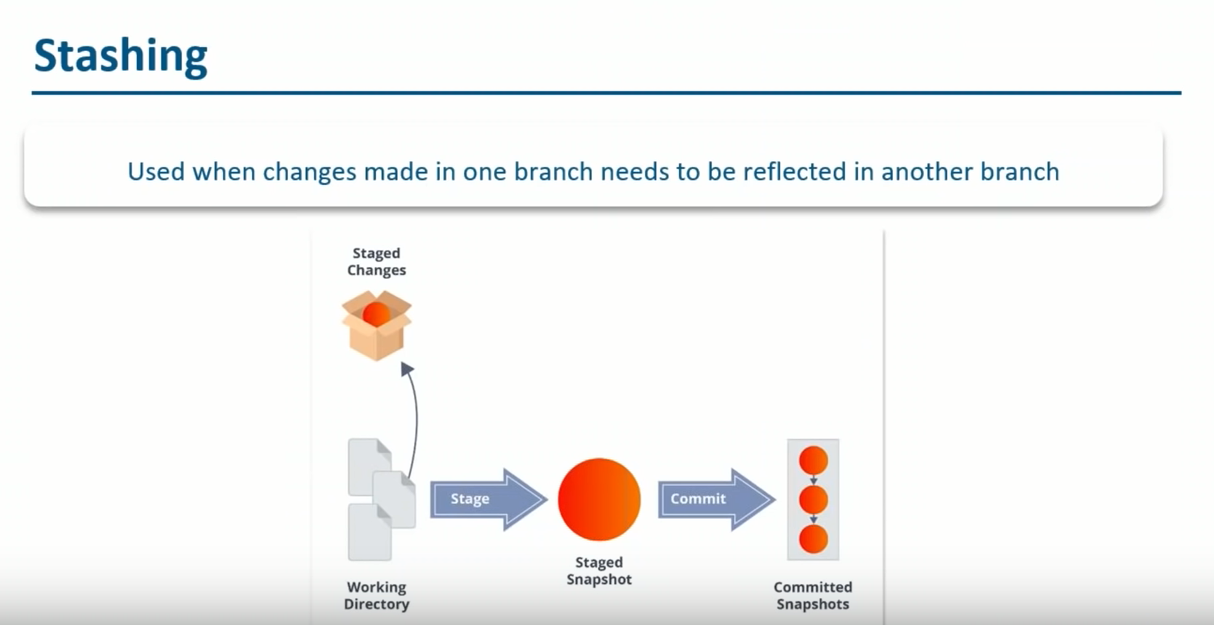 Stashing
Used when changes made in one branch needs to be reflected in another branch
Staged
Changes
Stage
Commit
Staged
Snapshot
Working
Directory
Committed
Snapshots